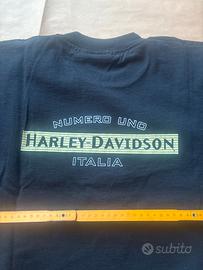 NUMERO UNO
HARLEY-DAVIDSON
ITALIA
subito